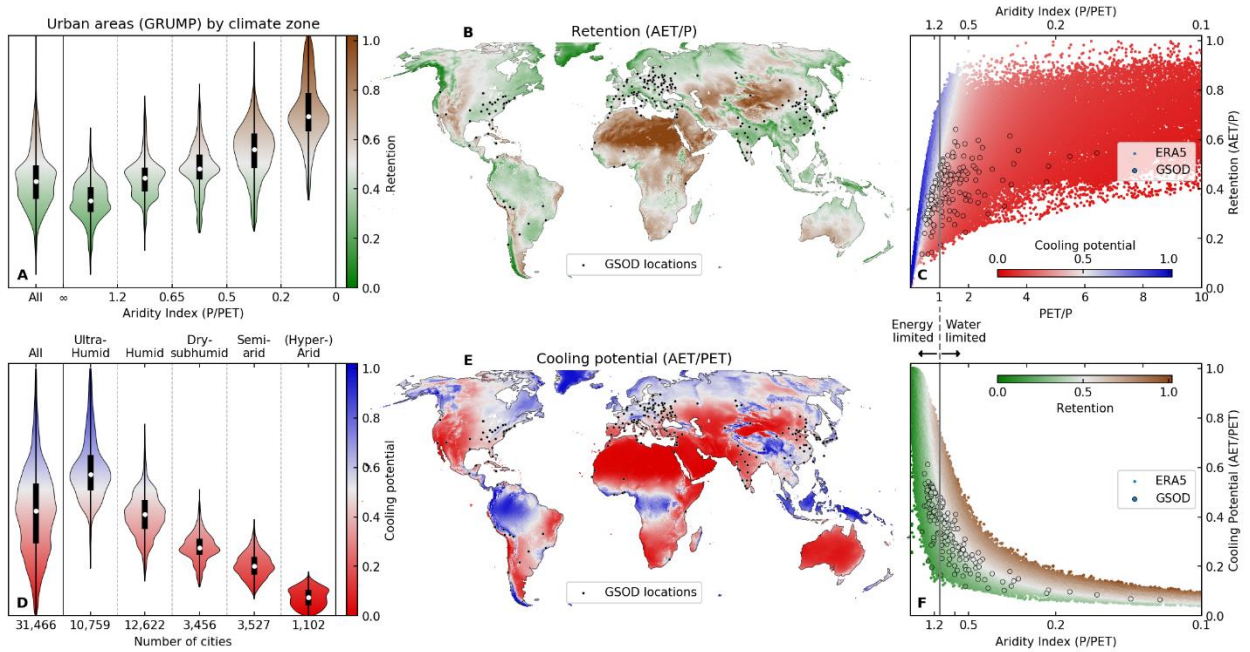 Urban areas (GRUMP) by climate zone
1.0
0.8
0.6
0.4
0.2
0.0
Retention
A
All ∞ 1.2 0.65 0.5 0.2 0
Aridity Index (P/PET)
B Retention (AET/P)
GSOD locations
Aridity Index (P/PET)
1.2 0.5 0.2 0.1
1.0
0.8
0.6
0.4
0.2
0.0
Retention (AET/P)
ERA5
GSOD
Cooling potential
0.0 0.5 1.0
C
1 2 4 6 8 10
PET/P
Energy limited
Water limited
All Ultra-Humid Humid Dry-subhumid Semi-arid (Hyper-) Arid
1.0
0.8
0.6
0.4
0.2
0.0
Cooling potential
D
31,466 10,759 12,622 3,456 3,527 1,102
Number of cities
E Cooling potential (AET/PET)
GSOD locations
0.0 0.5 1.0
Retention
1.0
0.8
0.6
0.4
0.2
0.0
Cooling Potential (AET/PET)
ERA5
GSOD
F
1.2 0.5 0.2 0.1
Aridity Index (P/PET)